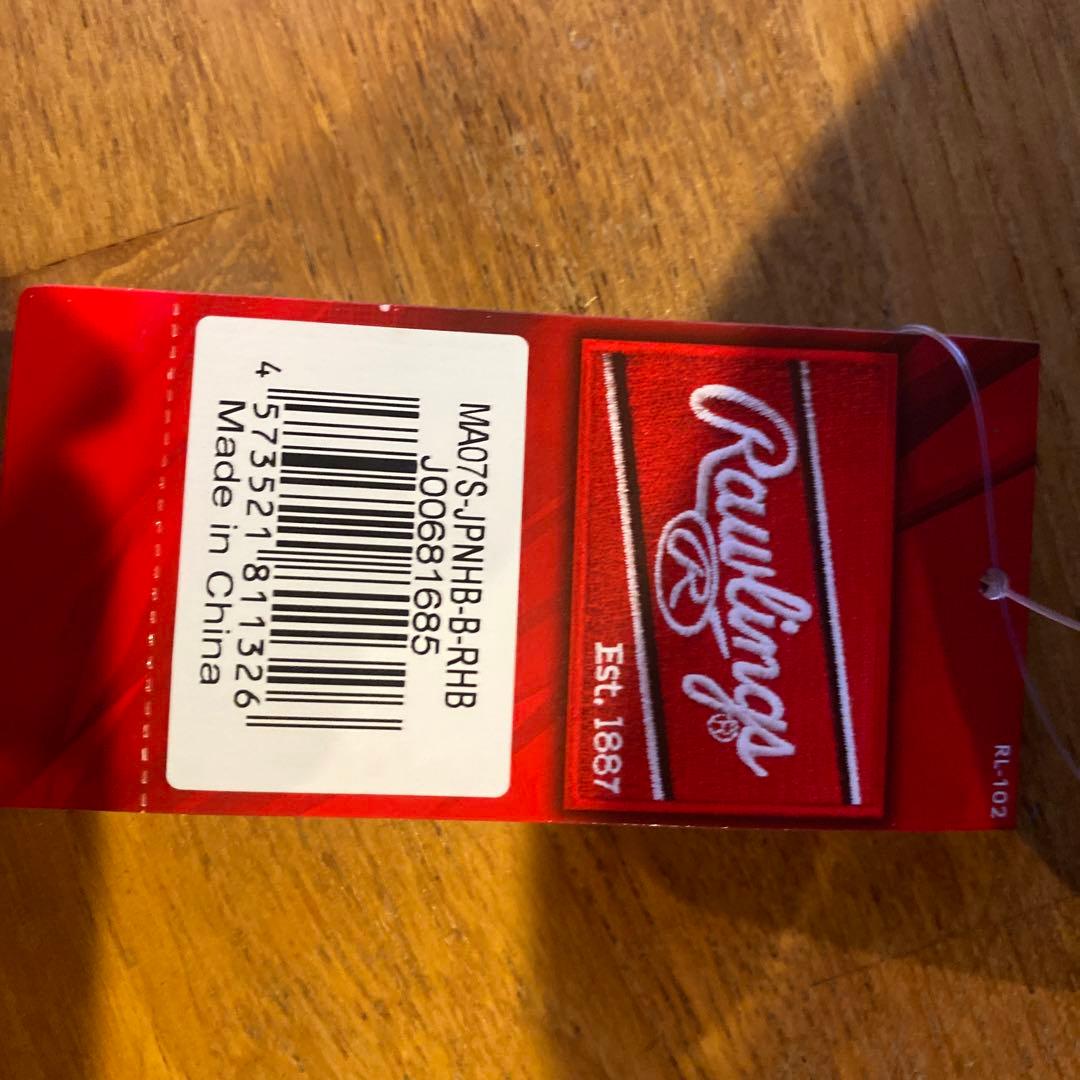 RL-102
Rawlings®
R
Est. 1887
MA07S-JPNHB-B-RHB
J00681685
4 573521 811326
Made in China